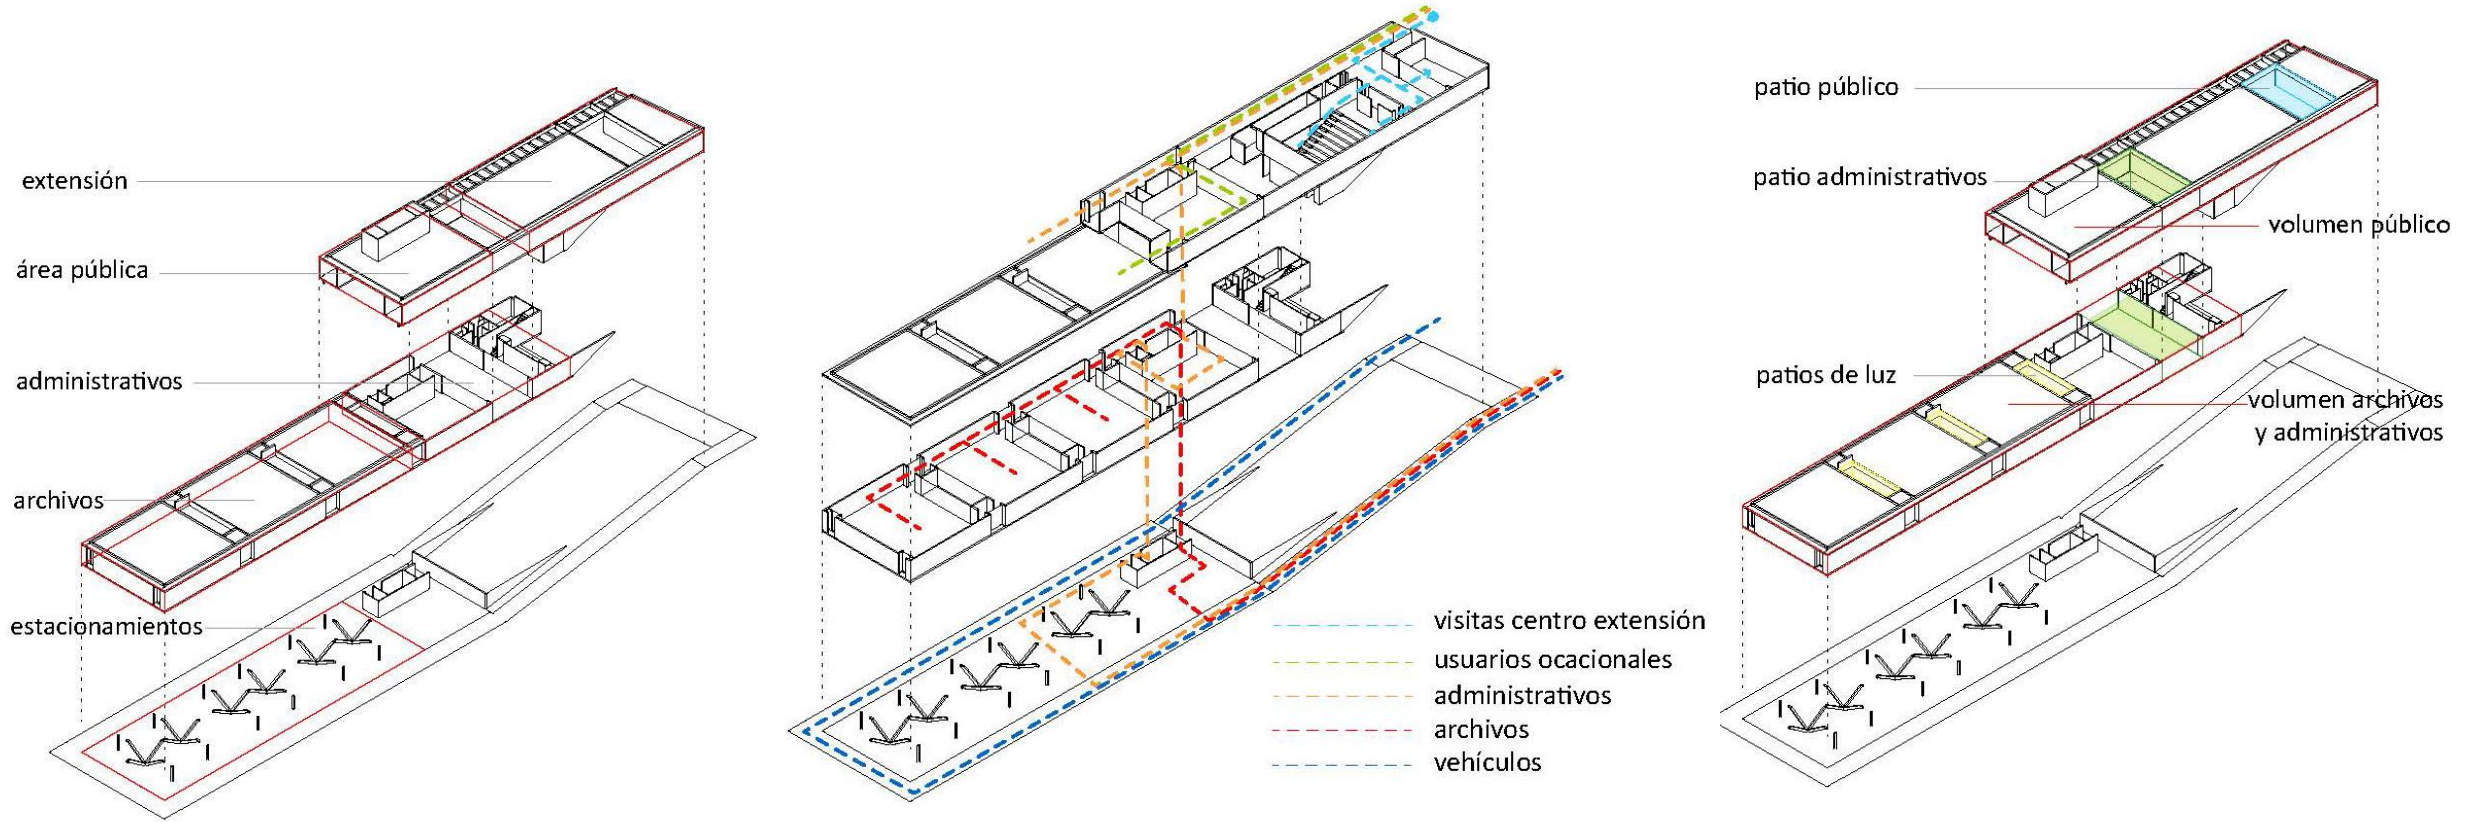 extensión
área pública
administrativos
archivos
estacionamientos
visitas centro extensión
usuarios ocacionales
administrativos
archivos
vehículos
patio público
patio administrativos
volumen público
patios de luz
volumen archivos
y administrativos